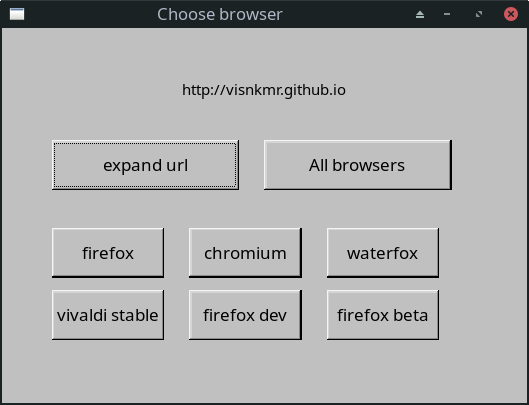 Choose browser
http://visnkmr.github.io
expand url All browsers
firefox chromium waterfox
vivaldi stable firefox dev firefox beta